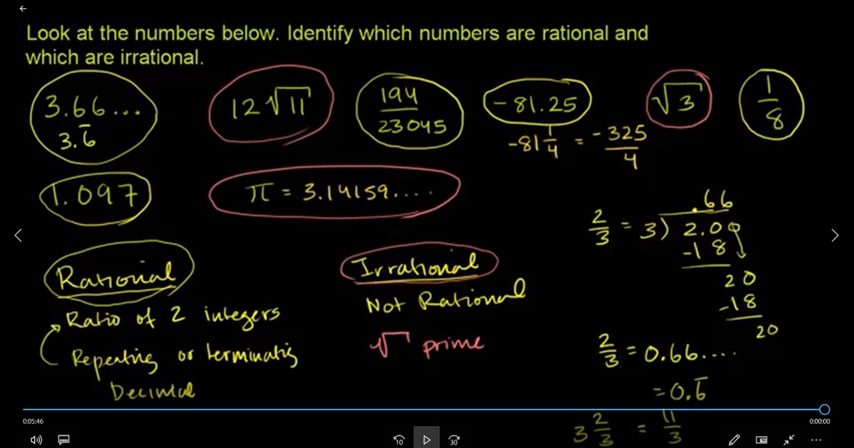 Look at the numbers below. Identify which numbers are rational and
which are irrational.
3.66...
3.6̅
12√11
194/23045
-81.25
-81 1/4 = -325/4
√3
1/8
1.097
π = 3.14159....
Rational
Ratio of 2 integers
Repeating or terminating
Decimal
Irrational
Not Rational
√ prime
.66
2/3 = 3) 2.00
-18
20
-18
20
2/3 = 0.66....
= 0.6̅
3 2/3 = 11/3
0:05:46
0:00:00
10
30